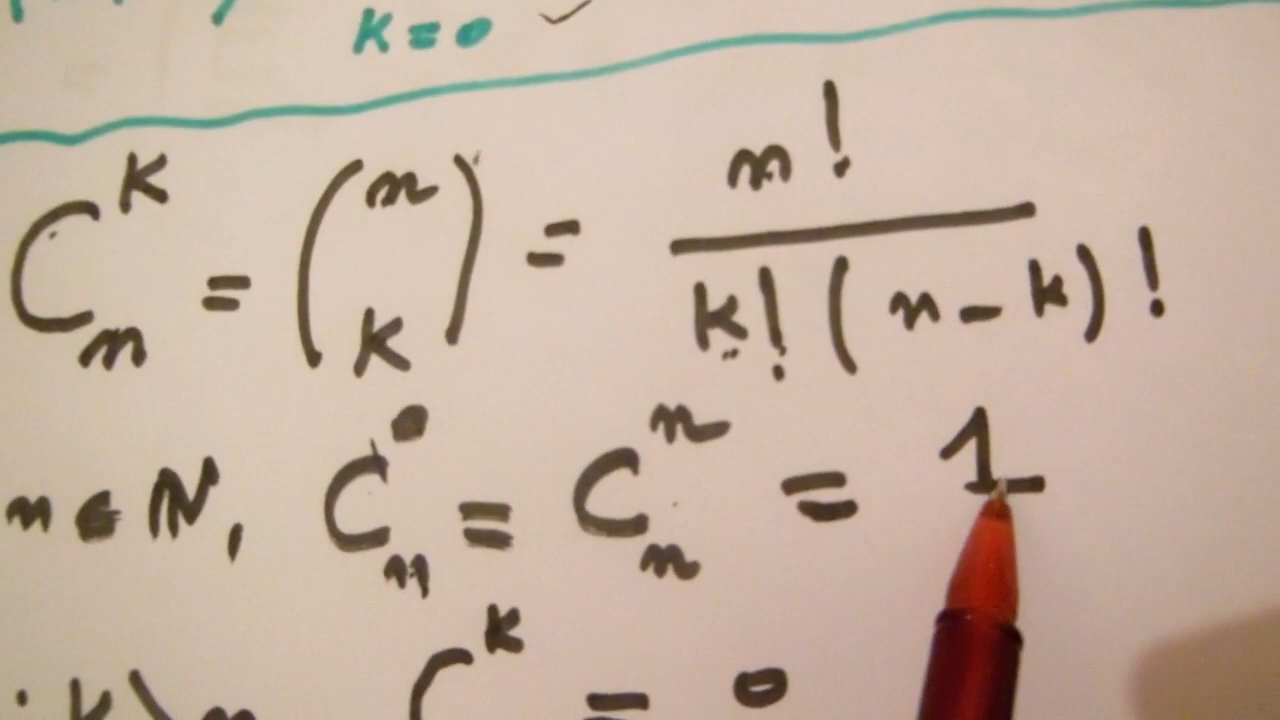 k=0
C_n^k = (n k) = n! / k!(n-k)!
n∈N, C_n^0 = C_n^n = 1
k>n C^k = 0